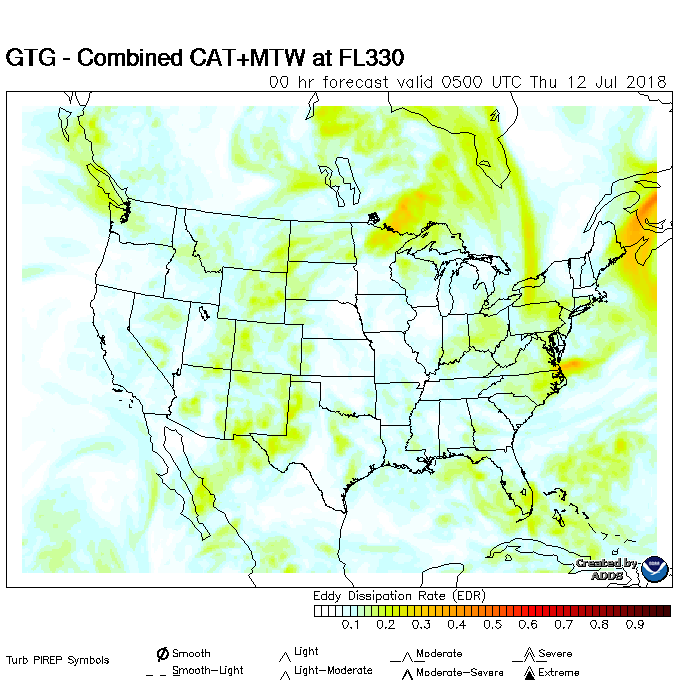 GTG - Combined CAT+MTW at FL330
00 hr forecast valid 0500 UTC Thu 12 Jul 2018
Created by
ADDS
Eddy Dissipation Rate (EDR)
0.1 0.2 0.3 0.4 0.5 0.6 0.7 0.8 0.9
Turb PIREP Symbols
Smooth Light Moderate Severe
Smooth-Light Light-Moderate Moderate-Severe Extreme